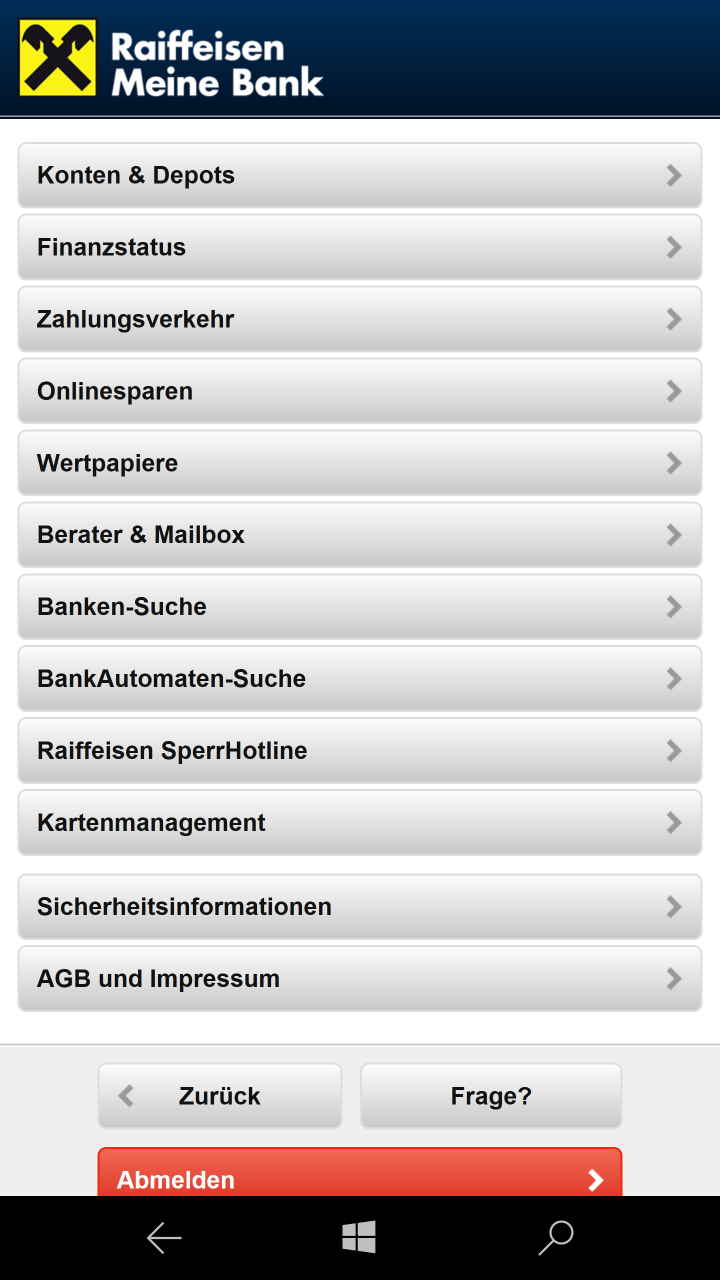 Raiffeisen
Meine Bank
Konten & Depots
Finanzstatus
Zahlungsverkehr
Onlinesparen
Wertpapiere
Berater & Mailbox
Banken-Suche
BankAutomaten-Suche
Raiffeisen SperrHotline
Kartenmanagement
Sicherheitsinformationen
AGB und Impressum
Zurück
Frage?
Abmelden